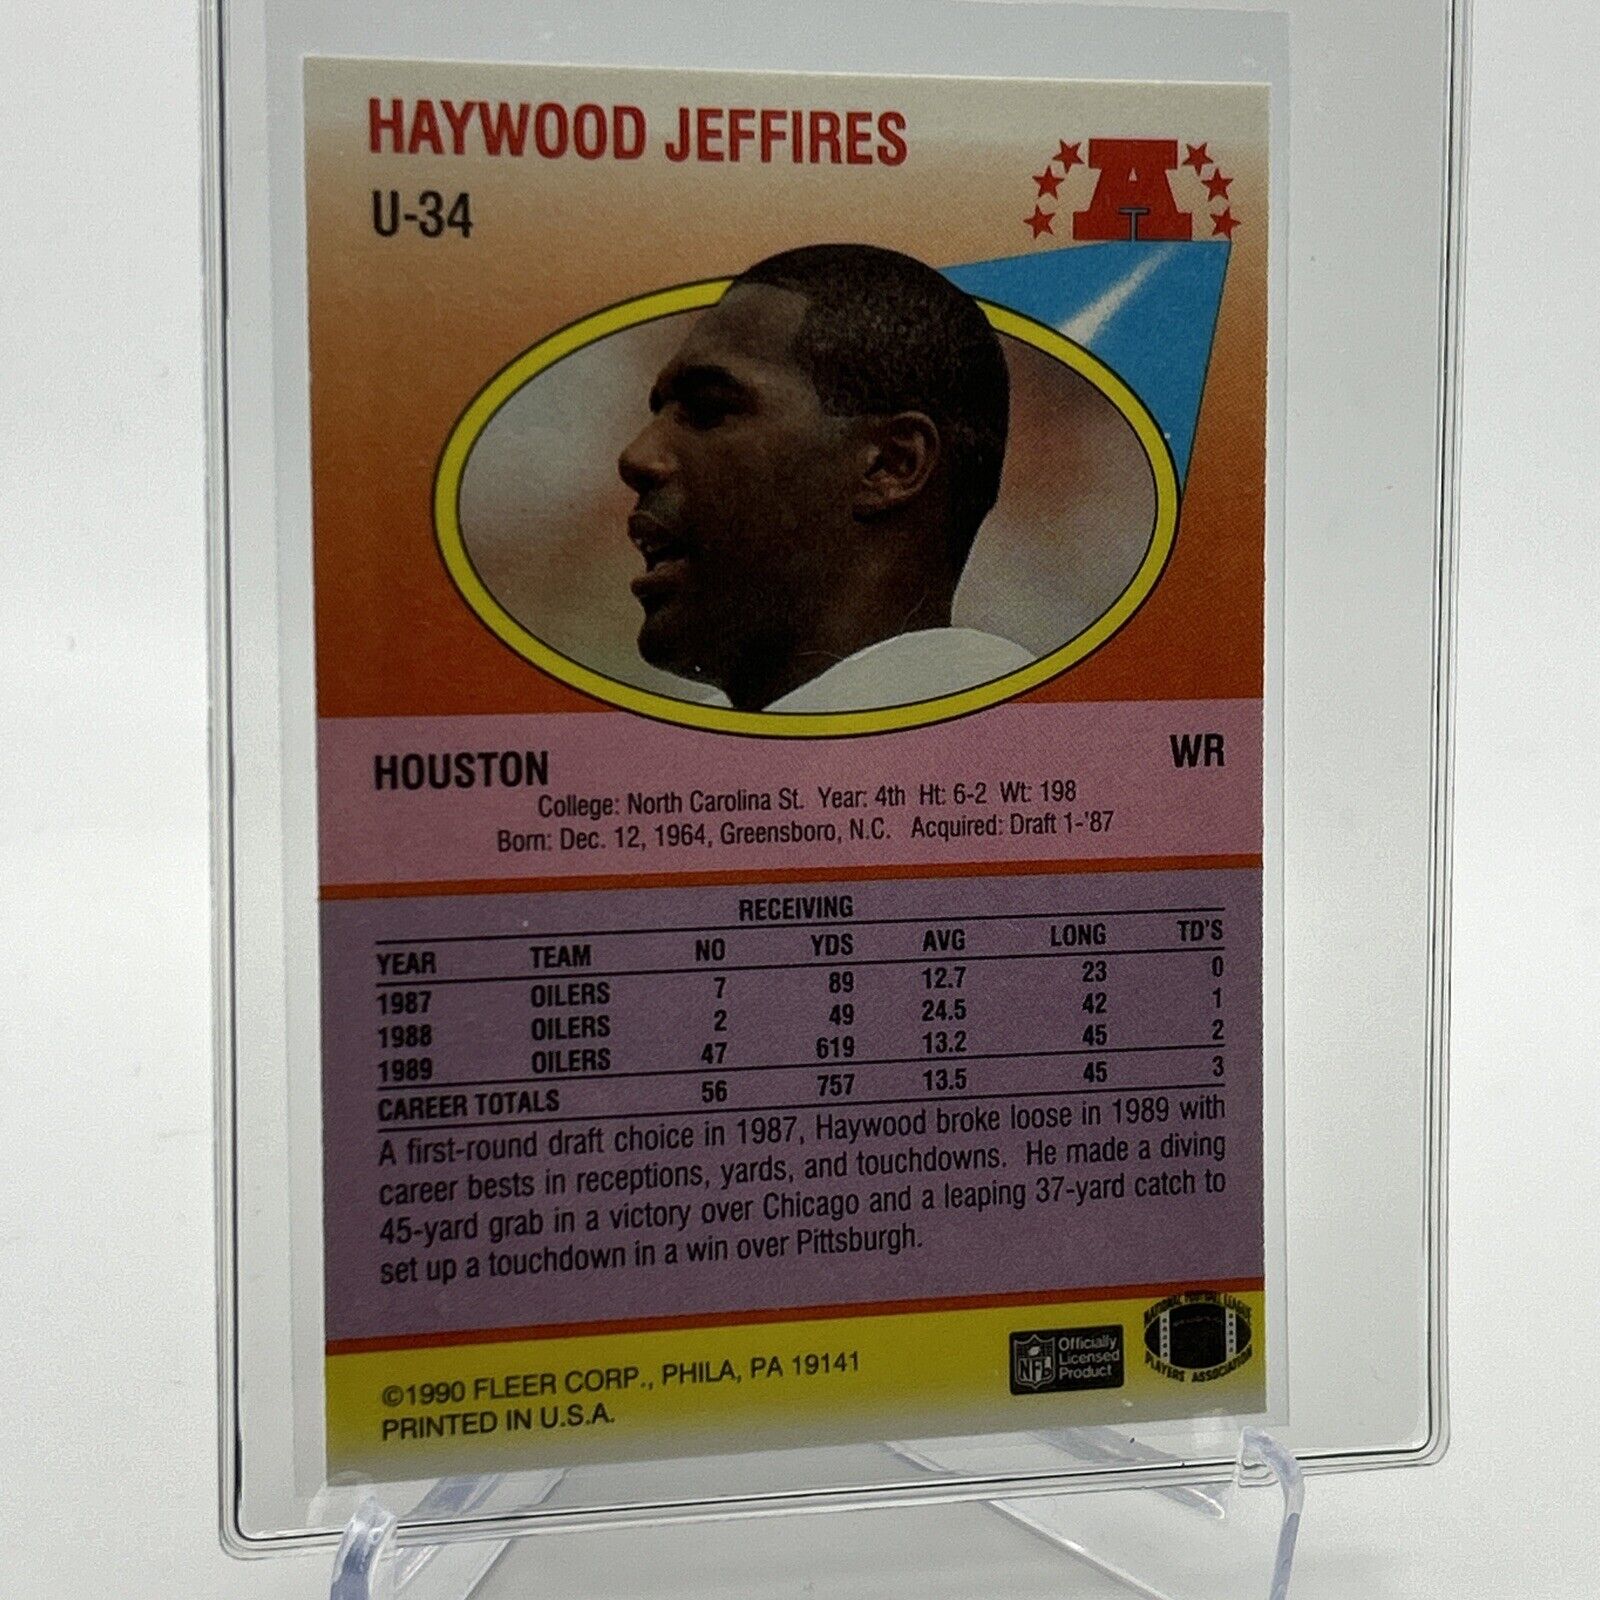 HAYWOOD JEFFIRES
U-34
A
HOUSTON WR
College: North Carolina St. Year: 4th Ht: 6-2 Wt: 198
Born: Dec. 12, 1964, Greensboro, N.C. Acquired: Draft 1-'87
RECEIVING
YEAR TEAM NO YDS AVG LONG TD'S
1987 OILERS 7 89 12.7 23 0
1988 OILERS 2 49 24.5 42 1
1989 OILERS 47 619 13.2 45 2
CAREER TOTALS 56 757 13.5 45 3
A first-round draft choice in 1987, Haywood broke loose in 1989 with
career bests in receptions, yards, and touchdowns. He made a diving
45-yard grab in a victory over Chicago and a leaping 37-yard catch to
set up a touchdown in a win over Pittsburgh.
©1990 FLEER CORP., PHILA, PA 19141
PRINTED IN U.S.A.
NFL
Officially
Licensed
Product
NATIONAL FOOTBALL LEAGUE
PLAYERS ASSOCIATION